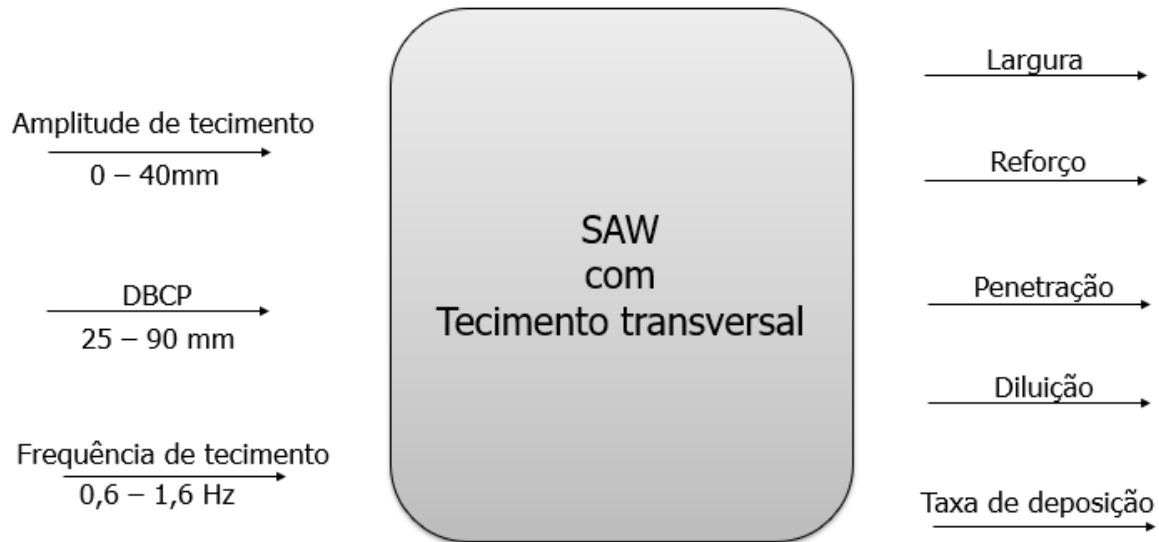 Amplitude de tecimento
0 – 40mm
DBCP
25 – 90 mm
Frequência de tecimento
0,6 – 1,6 Hz
SAW
com
Tecimento transversal
Largura
Reforço
Penetração
Diluição
Taxa de deposição